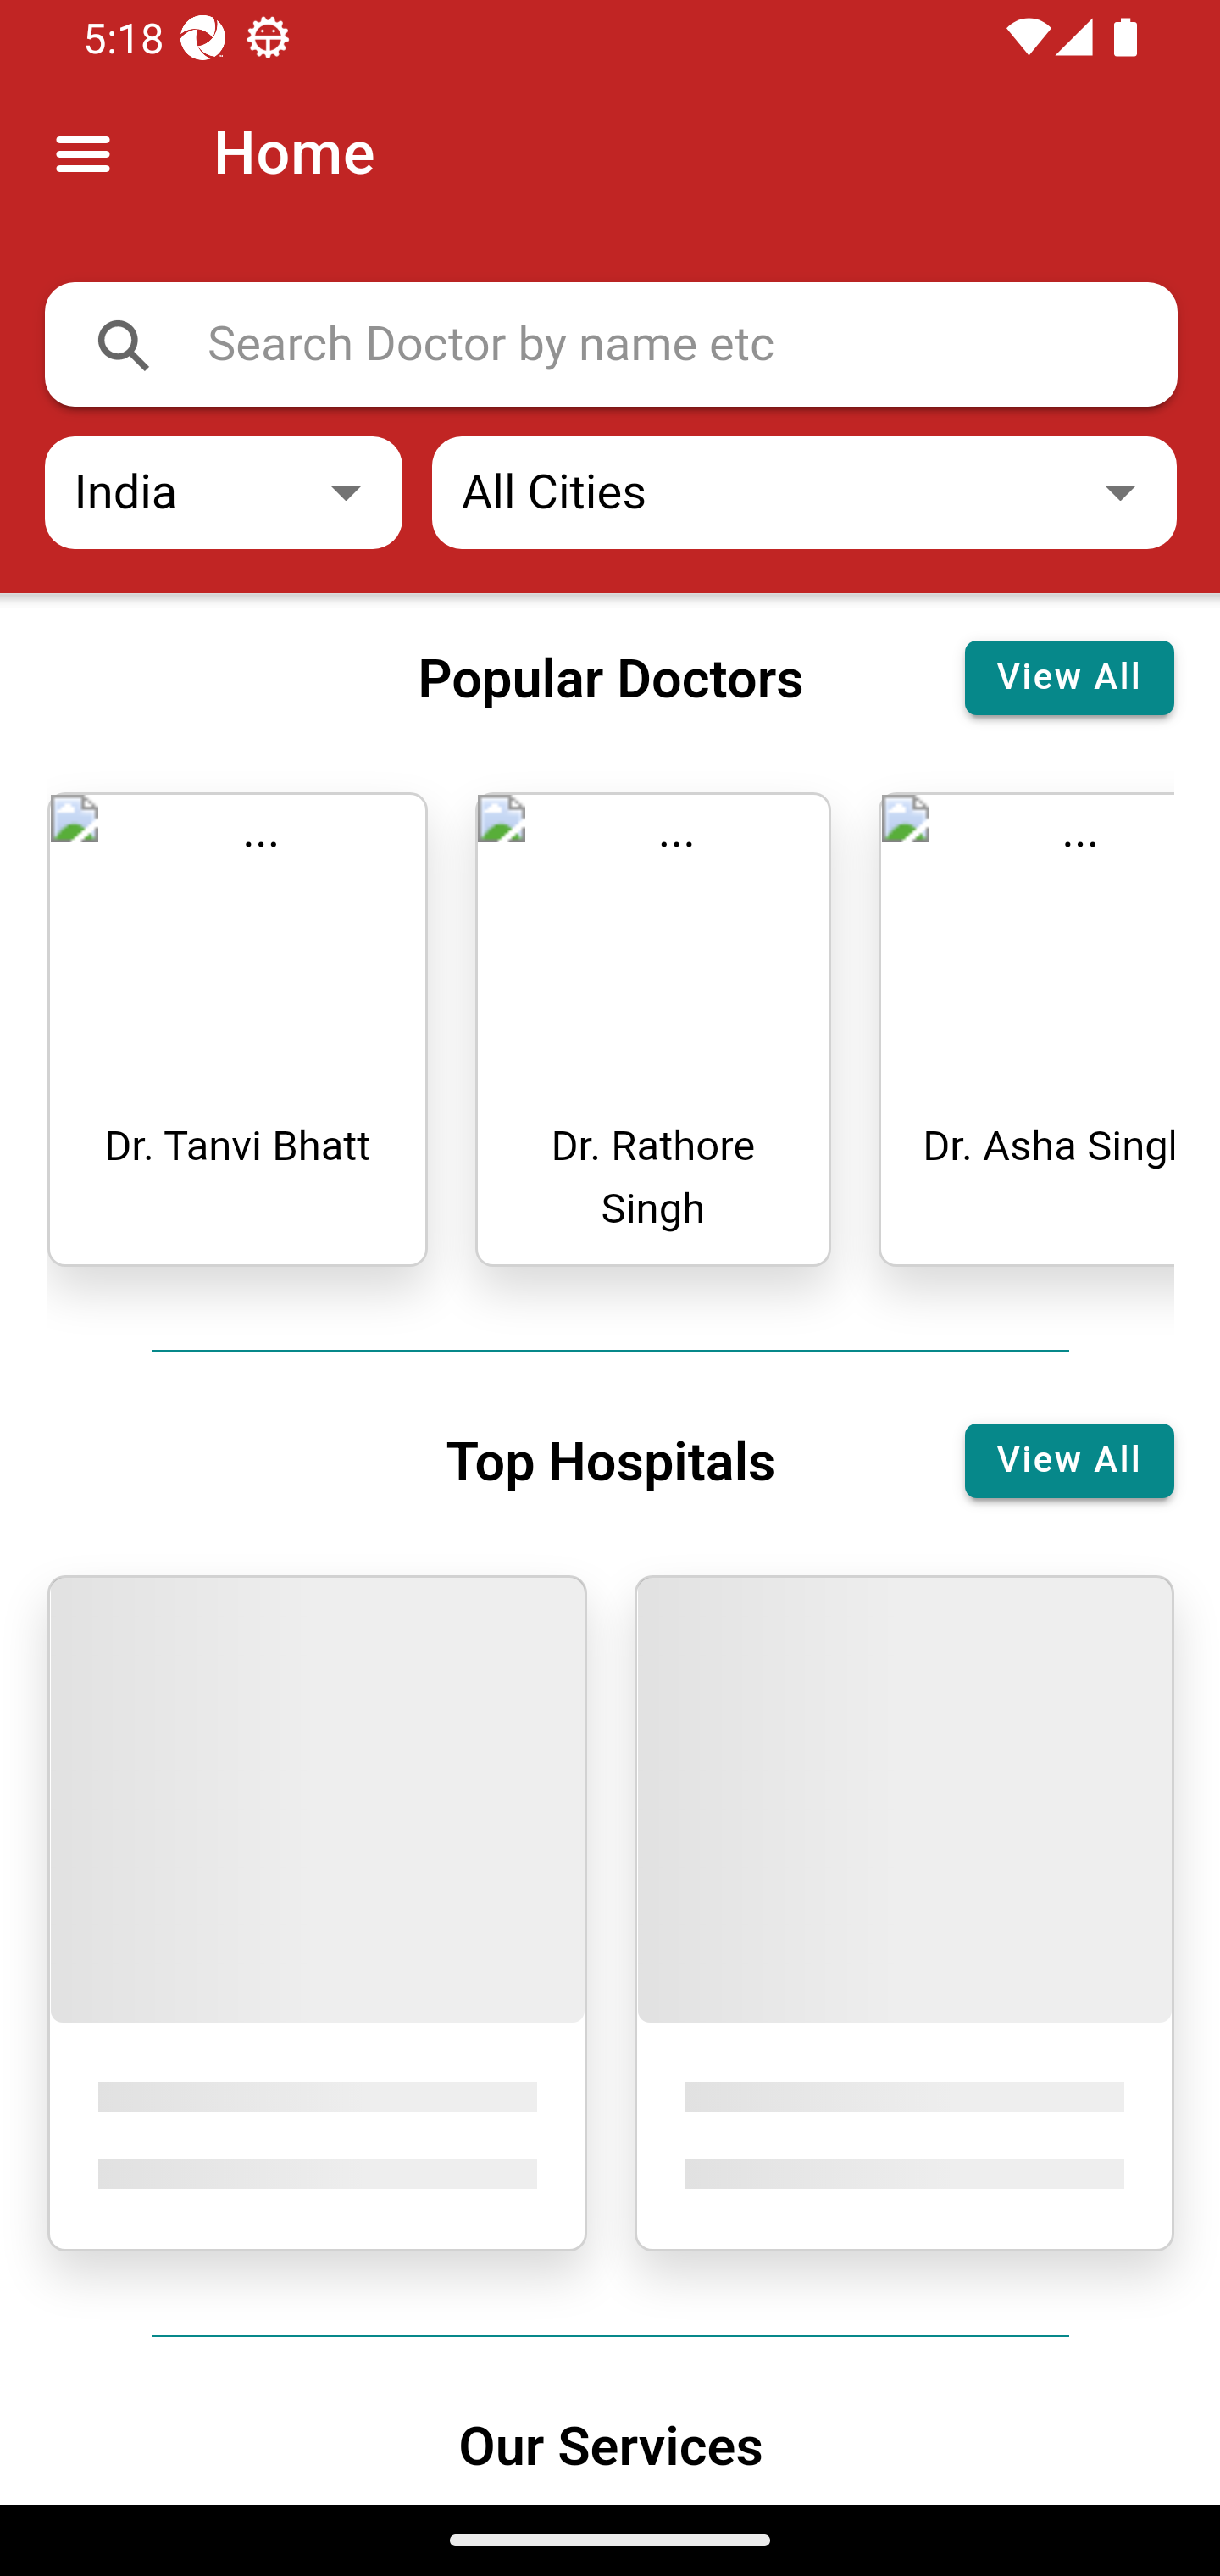 5:18
Home
Search Doctor by name etc
India
All Cities
Popular Doctors
View All
...
...
...
Dr. Tanvi Bhatt
Dr. Rathore
Singh
Dr. Asha
Top Hospitals
View All
Our Services